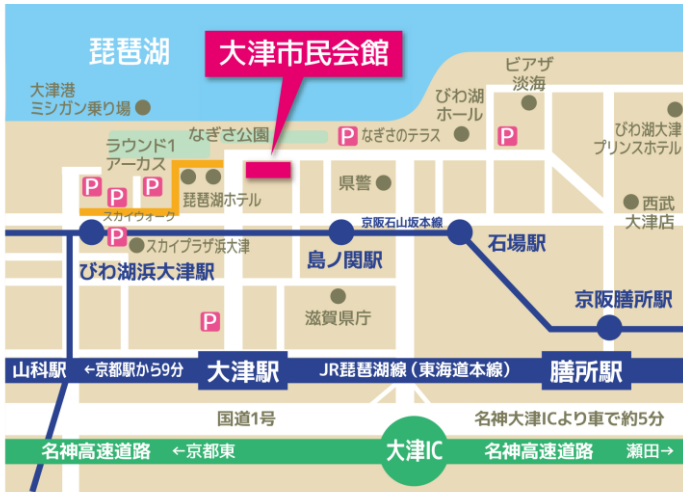 琵琶湖
大津市民会館
ビアザ
淡海
大津港
ミシガン乗り場
びわ湖
ホール
なぎさ公園
P
なぎさのテラス
P
びわ湖大津
プリンスホテル
ラウンド1
アーカス
P
P
P
琵琶湖ホテル
県警
西武
大津店
スカイウォーク
京阪石山坂本線
P
スカイプラザ浜大津
びわ湖浜大津駅
島ノ関駅
石場駅
滋賀県庁
京阪膳所駅
P
山科駅
←京都駅から9分
大津駅
JR琵琶湖線（東海道本線）
膳所駅
国道1号
名神大津ICより車で約5分
名神高速道路
←京都東
大津IC
名神高速道路
瀬田→